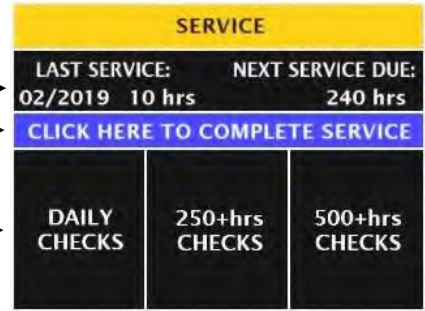 SERVICE
LAST SERVICE: NEXT SERVICE DUE:
02/2019 10 hrs 240 hrs
CLICK HERE TO COMPLETE SERVICE
DAILY CHECKS
250+hrs CHECKS
500+hrs CHECKS